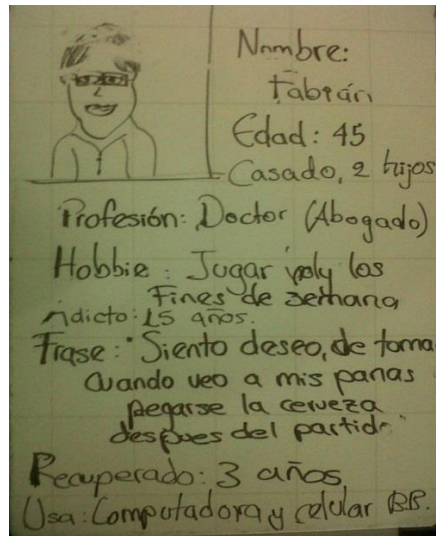 Nombre:
Fabián
Edad: 45
Casado, 2 hijos
Profesión: Doctor (Abogado)
Hobbie: Jugar voly los
Fines de semana
Adicto: 15 años.
Frase: "Siento deseo, de toma
cuando veo a mis panas
pegarse la cerveza
despues del partido"
Recuperado: 3 años
Usa: Computadora y celular BB.